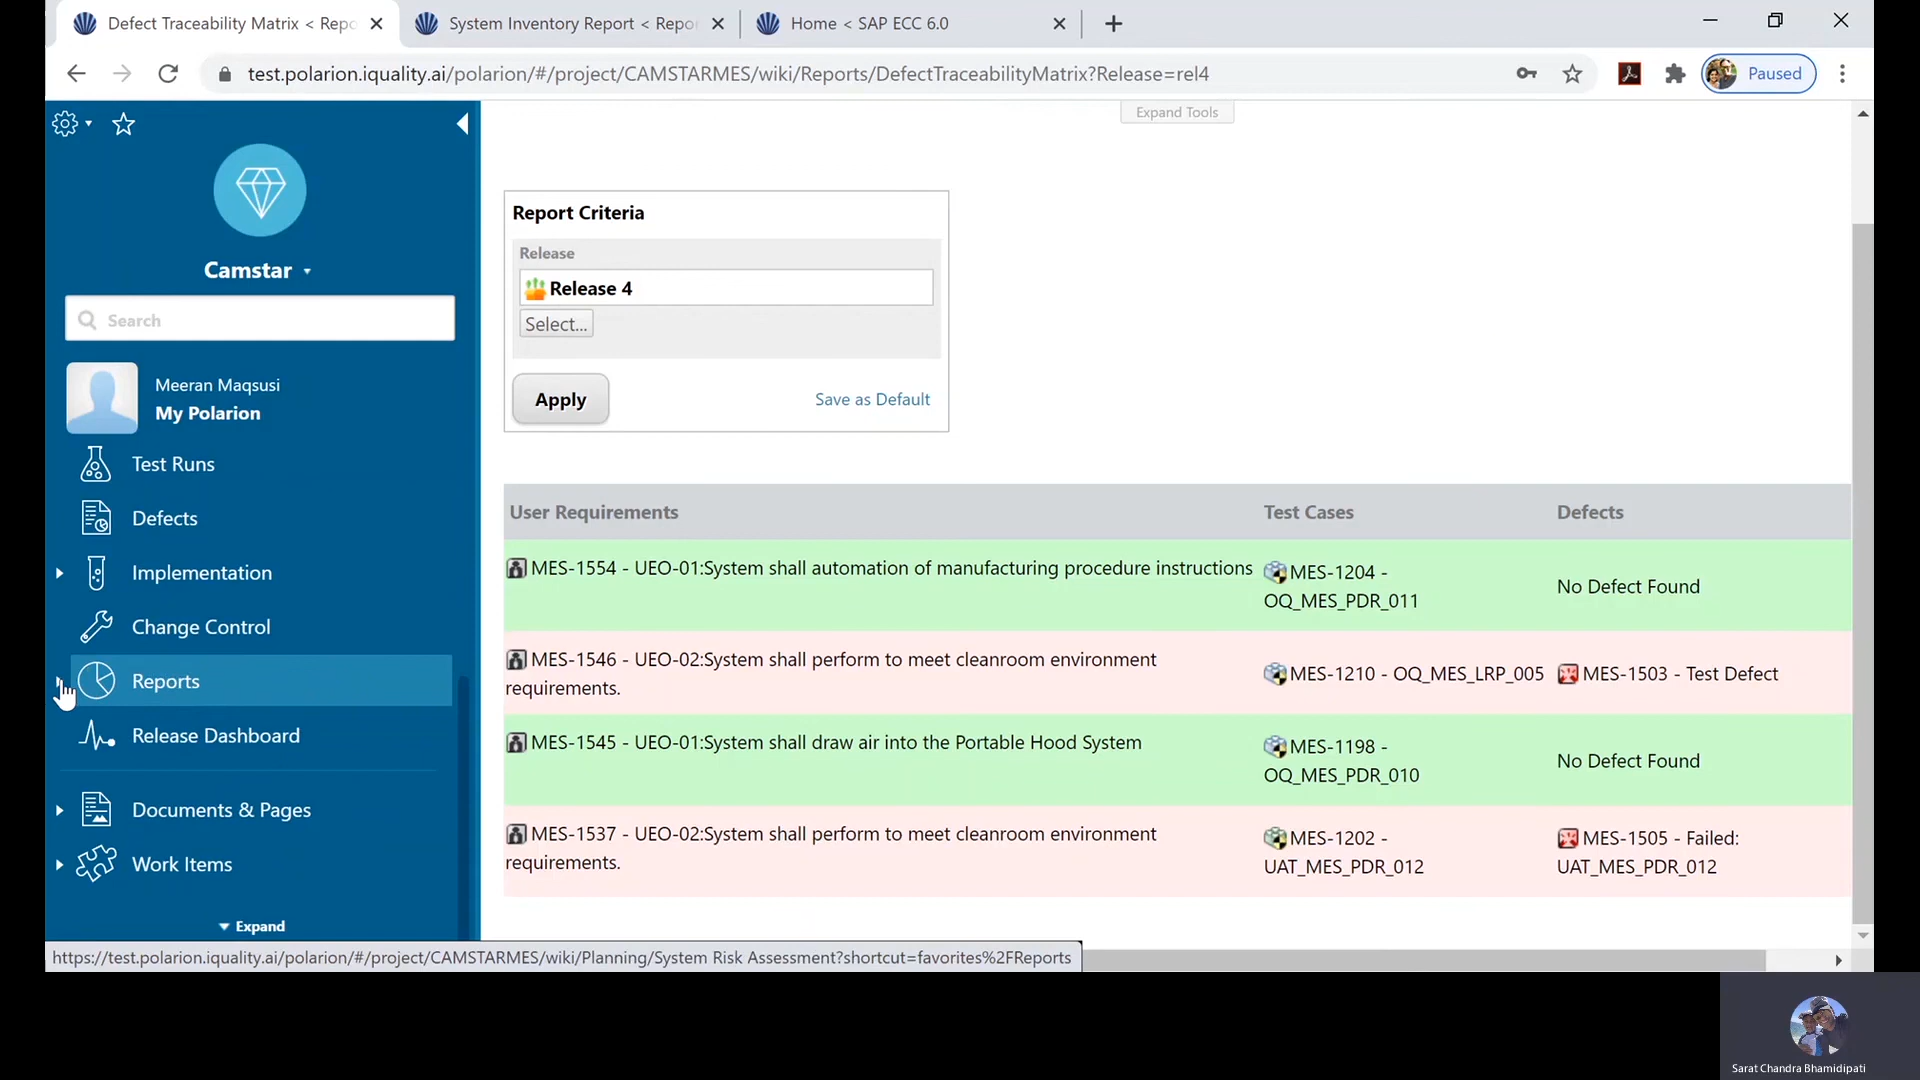 Defect Traceability Matrix < Repo
System Inventory Report < Repo
Home < SAP ECC 6.0
test.polarion.iquality.ai/polarion/#/project/CAMSTARMES/wiki/Reports/DefectTraceabilityMatrix?Release=rel4
Paused
Expand Tools
Camstar
Search
Meeran Maqsusi
My Polarion
Test Runs
Defects
Implementation
Change Control
Reports
Release Dashboard
Documents & Pages
Work Items
Expand
Report Criteria
Release
Release 4
Select...
Apply
Save as Default
User Requirements
Test Cases
Defects
MES-1554 - UEO-01:System shall automation of manufacturing procedure instructions
MES-1204 -
OQ_MES_PDR_011
No Defect Found
MES-1546 - UEO-02:System shall perform to meet cleanroom environment
requirements.
MES-1210 - OQ_MES_LRP_005
MES-1503 - Test Defect
MES-1545 - UEO-01:System shall draw air into the Portable Hood System
MES-1198 -
OQ_MES_PDR_010
No Defect Found
MES-1537 - UEO-02:System shall perform to meet cleanroom environment
requirements.
MES-1202 -
UAT_MES_PDR_012
MES-1505 - Failed:
UAT_MES_PDR_012
https://test.polarion.iquality.ai/polarion/#/project/CAMSTARMES/wiki/Planning/System Risk Assessment?shortcut=favorites%2FReports
Sarat Chandra Bhamidipati